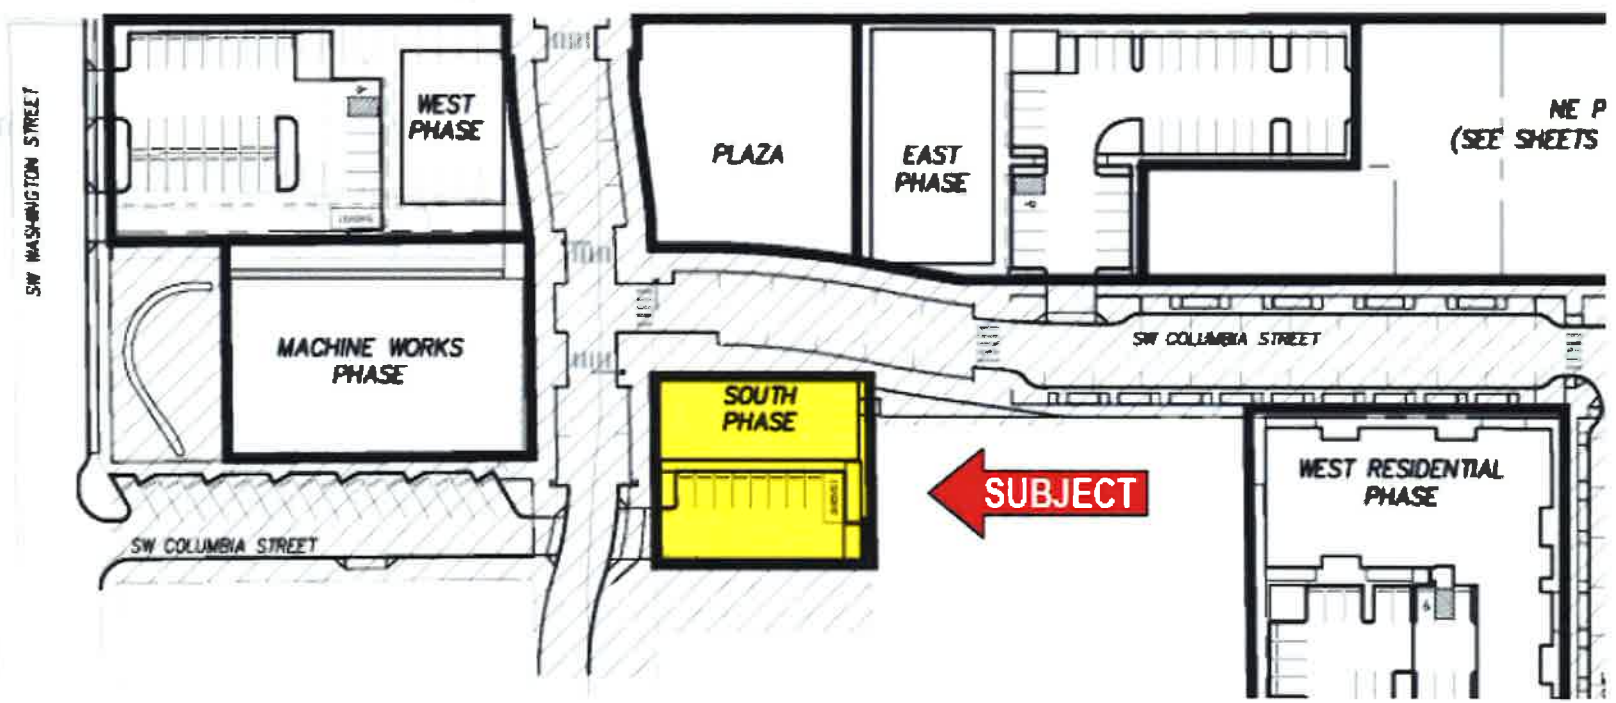 SW WASHINGTON STREET
WEST
PHASE
PLAZA
EAST
PHASE
NE P
(SEE SHEETS
MACHINE WORKS
PHASE
SW COLUMBIA STREET
SOUTH
PHASE
SUBJECT
WEST RESIDENTIAL
PHASE
SW COLUMBIA STREET